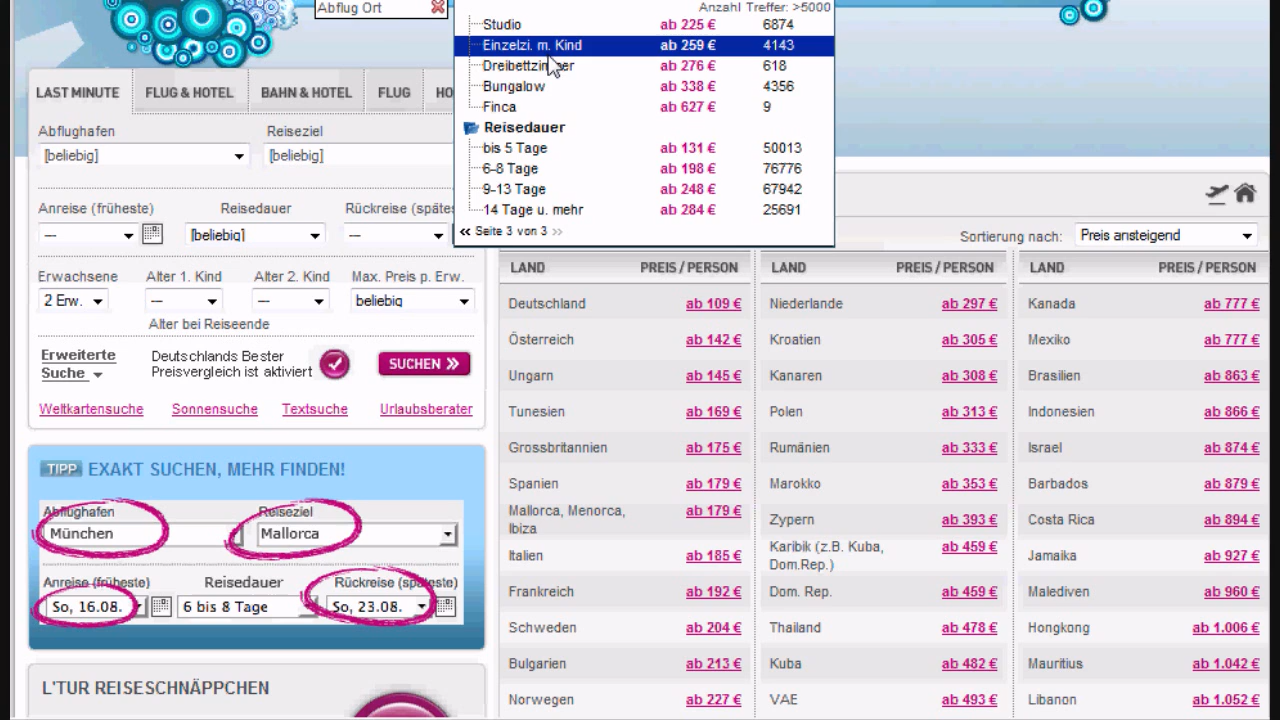 Abflug Ort
Anzahl Treffer: >5000
Studio ab 225 € 6874
Einzelzi. m. Kind ab 259 € 4143
ab 276 € 618
Bungalow ab 338 € 4356
Finca ab 627 € 9
Reisedauer
bis 5 Tage ab 131 € 50013
6-8 Tage ab 198 € 76776
9-13 Tage ab 248 € 67942
14 Tage u. mehr ab 284 € 25691
<< Seite 3 von 3 >>
LAST MINUTE FLUG & HOTEL BAHN & HOTEL FLUG HO
Abflughafen Reiseziel
[beliebig] [beliebig]
Anreise (früheste) Reisedauer Rückreise (spätes
--- [beliebig] ---
Erwachsene Alter 1. Kind Alter 2. Kind Max. Preis p. Erw.
2 Erw. --- --- beliebig
Alter bei Reiseende
Erweiterte Suche
Deutschlands Bester
Preisvergleich ist aktiviert
SUCHEN >>
Weltkartensuche Sonnensuche Textsuche Urlaubsberater
TIPP EXAKT SUCHEN, MEHR FINDEN!
Abflughafen Reiseziel
München Mallorca
Anreise (früheste) Reisedauer Rückreise (späteste)
So, 16.08. 6 bis 8 Tage So, 23.08.
L'TUR REISESCHNÄPPCHEN
Sortierung nach: Preis ansteigend
LAND PREIS / PERSON LAND PREIS / PERSON LAND PREIS / PERSON
Deutschland ab 109 € Niederlande ab 297 € Kanada ab 777 €
Österreich ab 142 € Kroatien ab 305 € Mexiko ab 777 €
Ungarn ab 145 € Kanaren ab 308 € Brasilien ab 863 €
Tunesien ab 169 € Polen ab 313 € Indonesien ab 866 €
Grossbritannien ab 175 € Rumänien ab 333 € Israel ab 874 €
Spanien ab 179 € Marokko ab 353 € Barbados ab 879 €
Mallorca, Menorca, Ibiza ab 179 € Zypern ab 393 € Costa Rica ab 894 €
Italien ab 185 € Karibik (z.B. Kuba, Dom.Rep.) ab 459 € Jamaika ab 927 €
Frankreich ab 192 € Dom. Rep. ab 459 € Malediven ab 960 €
Schweden ab 204 € Thailand ab 478 € Hongkong ab 1.006 €
Bulgarien ab 213 € Kuba ab 482 € Mauritius ab 1.042 €
Norwegen ab 227 € VAE ab 493 € Libanon ab 1.052 €